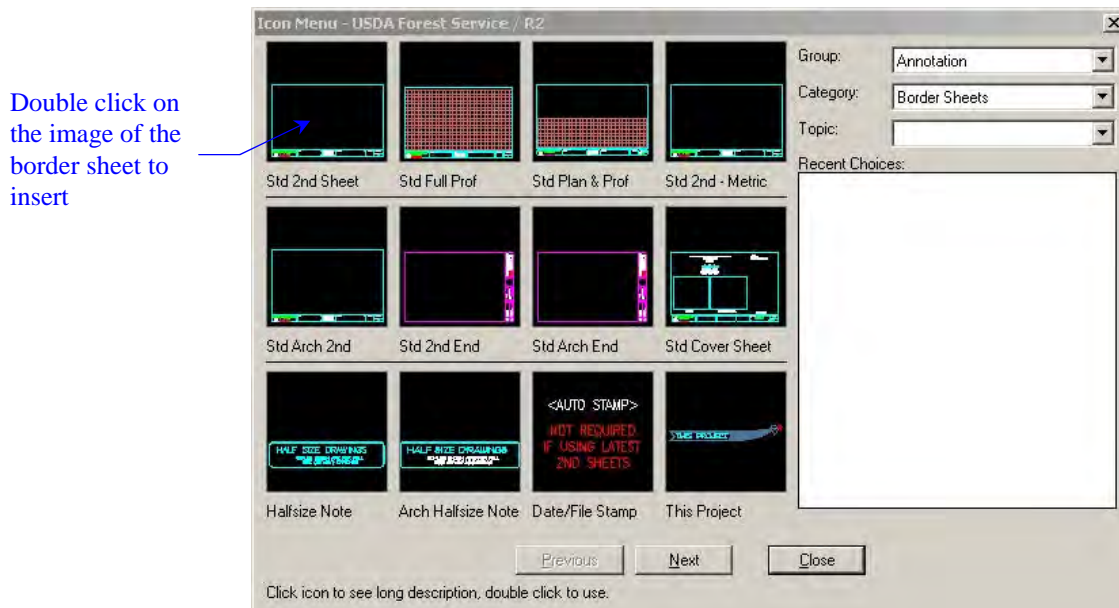 Icon Menu - USDA Forest Service / R2
Double click on
the image of the
border sheet to
insert
Group:
Annotation
Category:
Border Sheets
Topic:
Recent Choices:
Std 2nd Sheet
Std Full Prof
Std Plan & Prof
Std 2nd - Metric
Std Arch 2nd
Std 2nd End
Std Arch End
Std Cover Sheet
HALF SIZE DRAWINGS
HALF SIZE DRAWINGS
<AUTO STAMP>
NOT REQUIRED
IF USING LATEST
2ND SHEETS
THIS PROJECT
Halfsize Note
Arch Halfsize Note
Date/File Stamp
This Project
Previous
Next
Close
Click icon to see long description, double click to use.